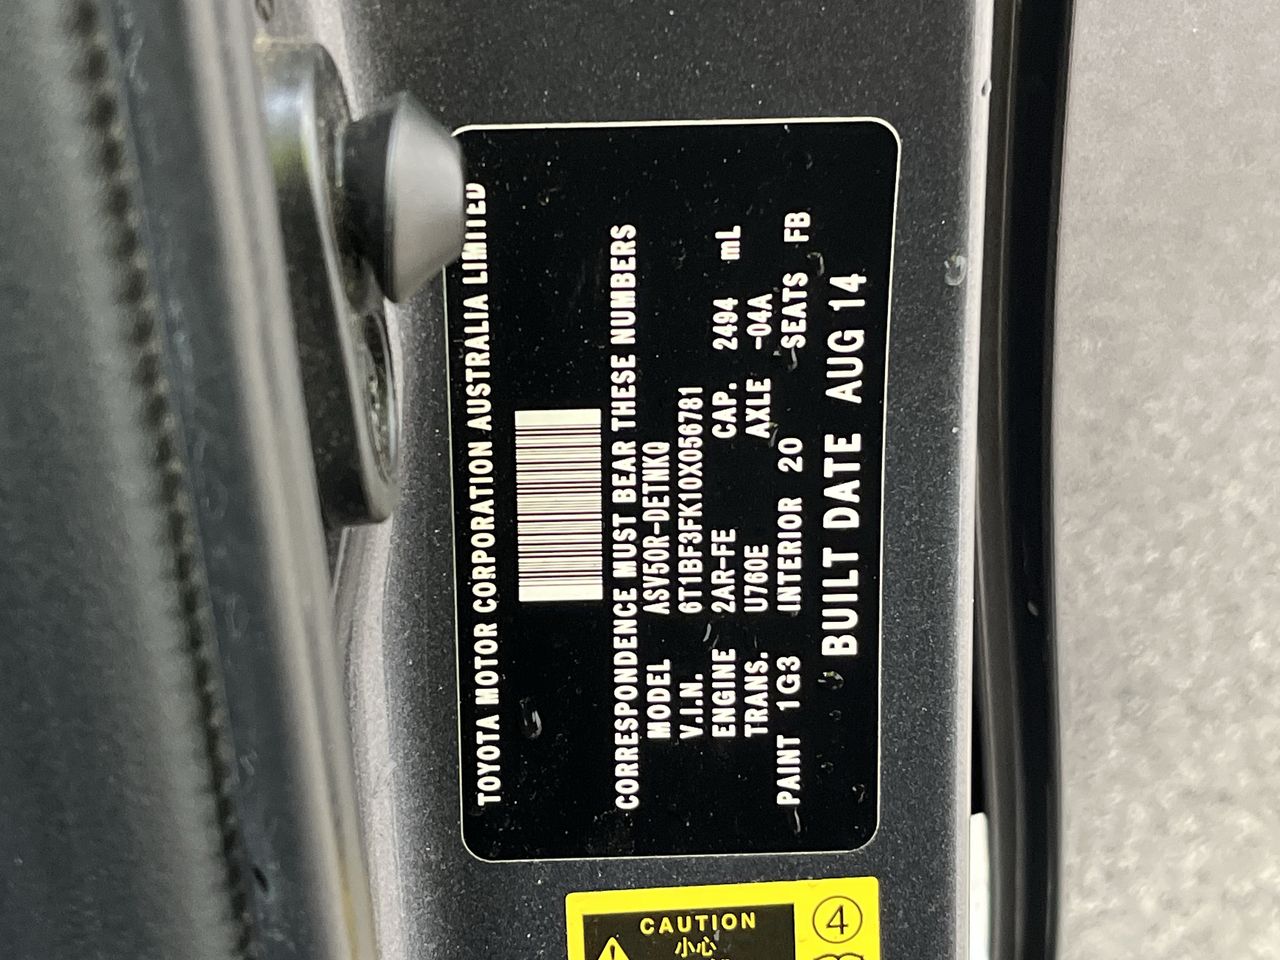 TOYOTA MOTOR CORPORATION AUSTRALIA LIMITED
CORRESPONDENCE MUST BEAR THESE NUMBERS
MODEL ASV50R-DETNKQ
V.I.N. 6T1BF3FK10X056781
ENGINE 2AR-FE CAP. 2494 mL
TRANS. U760E AXLE -04A
PAINT 1G3 INTERIOR 20 SEATS FB
BUILT DATE AUG 14
CAUTION
小心
4